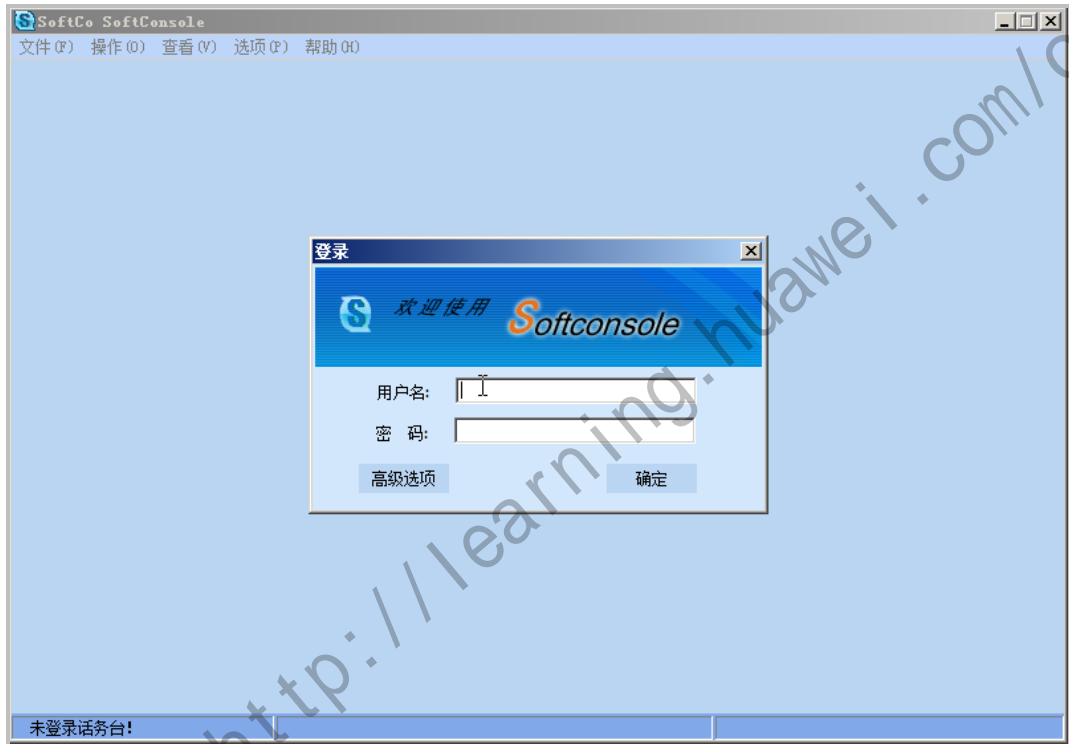 SoftCo SoftConsole
文件(F) 操作(O) 查看(V) 选项(P) 帮助(H)
登录
欢迎使用 Softconsole
用户名:
密 码:
高级选项 确定
未登录话务台!
http://learning.huawei.com/c